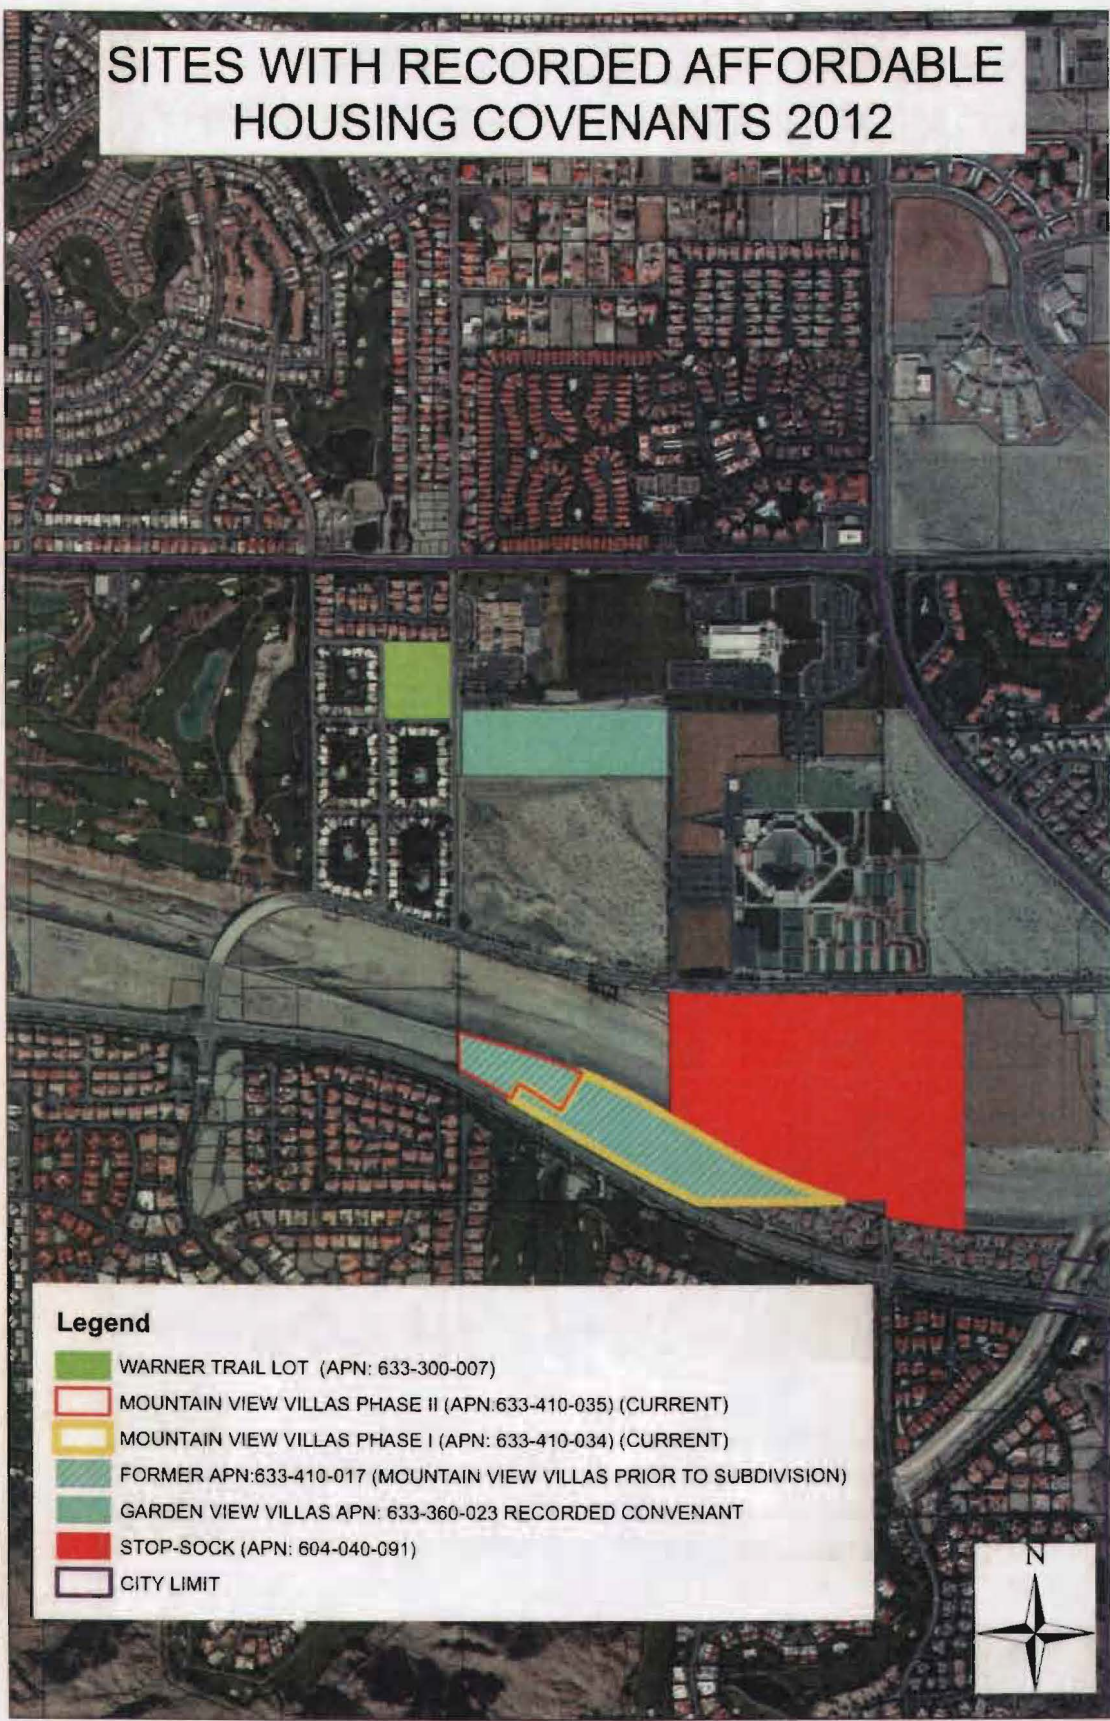 SITES WITH RECORDED AFFORDABLE
HOUSING COVENANTS 2012
Legend
WARNER TRAIL LOT (APN: 633-300-007)
MOUNTAIN VIEW VILLAS PHASE II (APN:633-410-035) (CURRENT)
MOUNTAIN VIEW VILLAS PHASE I (APN: 633-410-034) (CURRENT)
FORMER APN:633-410-017 (MOUNTAIN VIEW VILLAS PRIOR TO SUBDIVISION)
GARDEN VIEW VILLAS APN: 633-360-023 RECORDED CONVENANT
STOP-SOCK (APN: 604-040-091)
CITY LIMIT
N